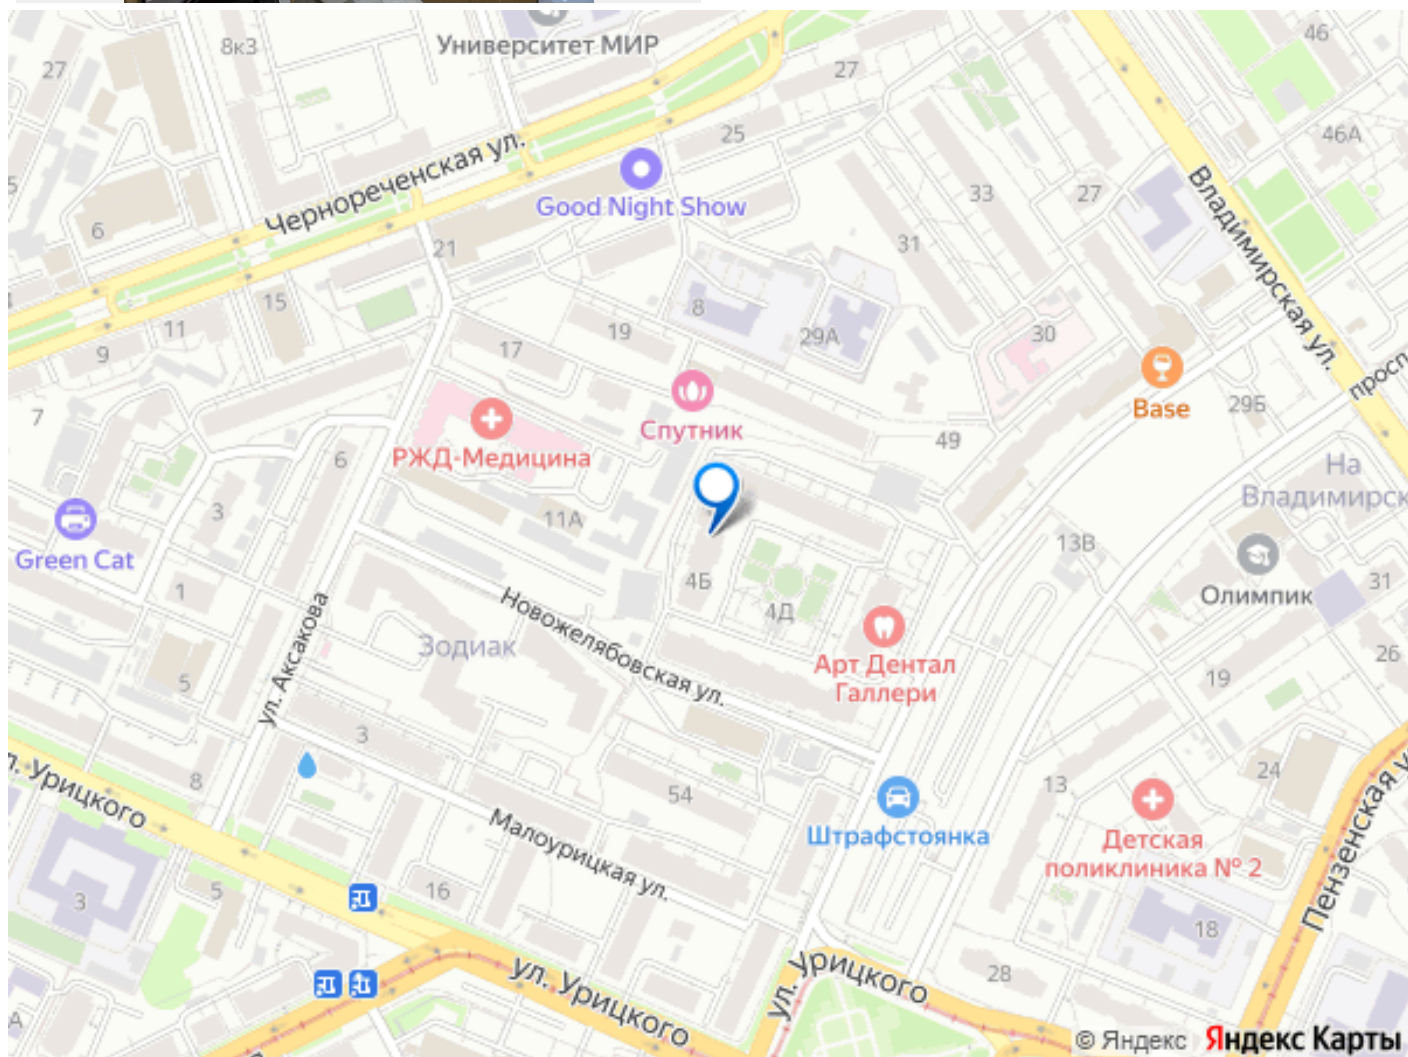 Университет МИР
8к3
46
27
27
25
46А
Чернореченская ул.
Good Night Show
Владимирская ул.
33
27
5
6
21
31
15
8
11
19
29А
30
9
17
просп
Base
7
Спутник
29Б
49
РЖД-Медицина
6
На
Владимирск
3
11А
Green Cat
13В
4Б
Олимпик
31
1
Новожелябовская ул.
4Д
Зодиак
ул. Аксакова
Арт Дентал
Галлери
26
5
19
3
8
л. Урицкого
54
13
24
Штрафстоянка
Малоурицкая ул.
Детская
поликлиника № 2
Пензенская у
16
5
3
18
ул. Урицкого
ул. Урицкого
28
А
© Яндекс Яндекс Карты